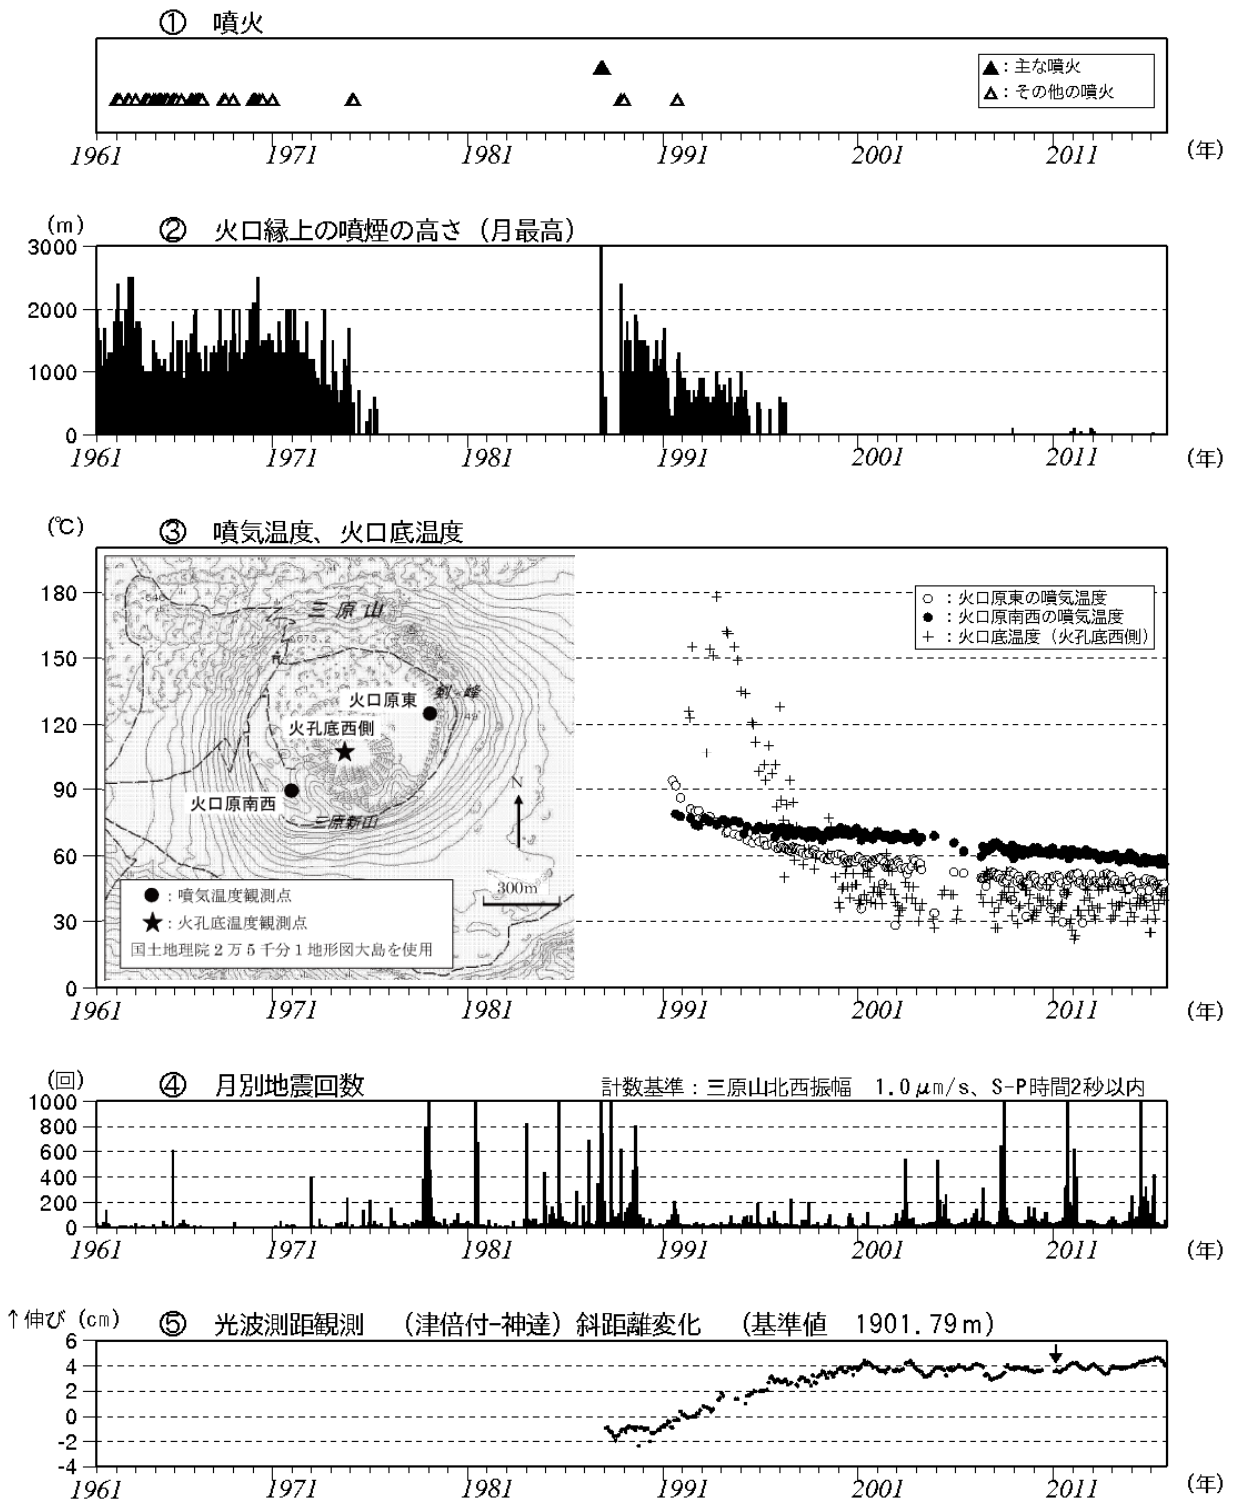 ① 噴火
▲：主な噴火
△：その他の噴火
1961 1971 1981 1991 2001 2011 (年)
(m) ② 火口縁上の噴煙の高さ（月最高）
3000
2000
1000
0
1961 1971 1981 1991 2001 2011 (年)
(℃) ③ 噴気温度、火口底温度
180
150
120
90
60
30
0
○：火口原東の噴気温度
●：火口原南西の噴気温度
＋：火口底温度（火孔底西側）
三原山
673.2
剣ヶ峰
火口原東
火孔底西側
火口原南西
三原新山
N
300m
●：噴気温度観測点
★：火孔底温度観測点
国土地理院２万５千分１地形図大島を使用
1961 1971 1981 1991 2001 2011 (年)
(回) ④ 月別地震回数 計数基準：三原山北西振幅 1.0μm/s、S-P時間2秒以内
1000
800
600
400
200
0
1961 1971 1981 1991 2001 2011 (年)
↑伸び (cm) ⑤ 光波測距観測 （津倍付-神達）斜距離変化 （基準値 1901.79m）
6
4
2
0
-2
-4
1961 1971 1981 1991 2001 2011 (年)